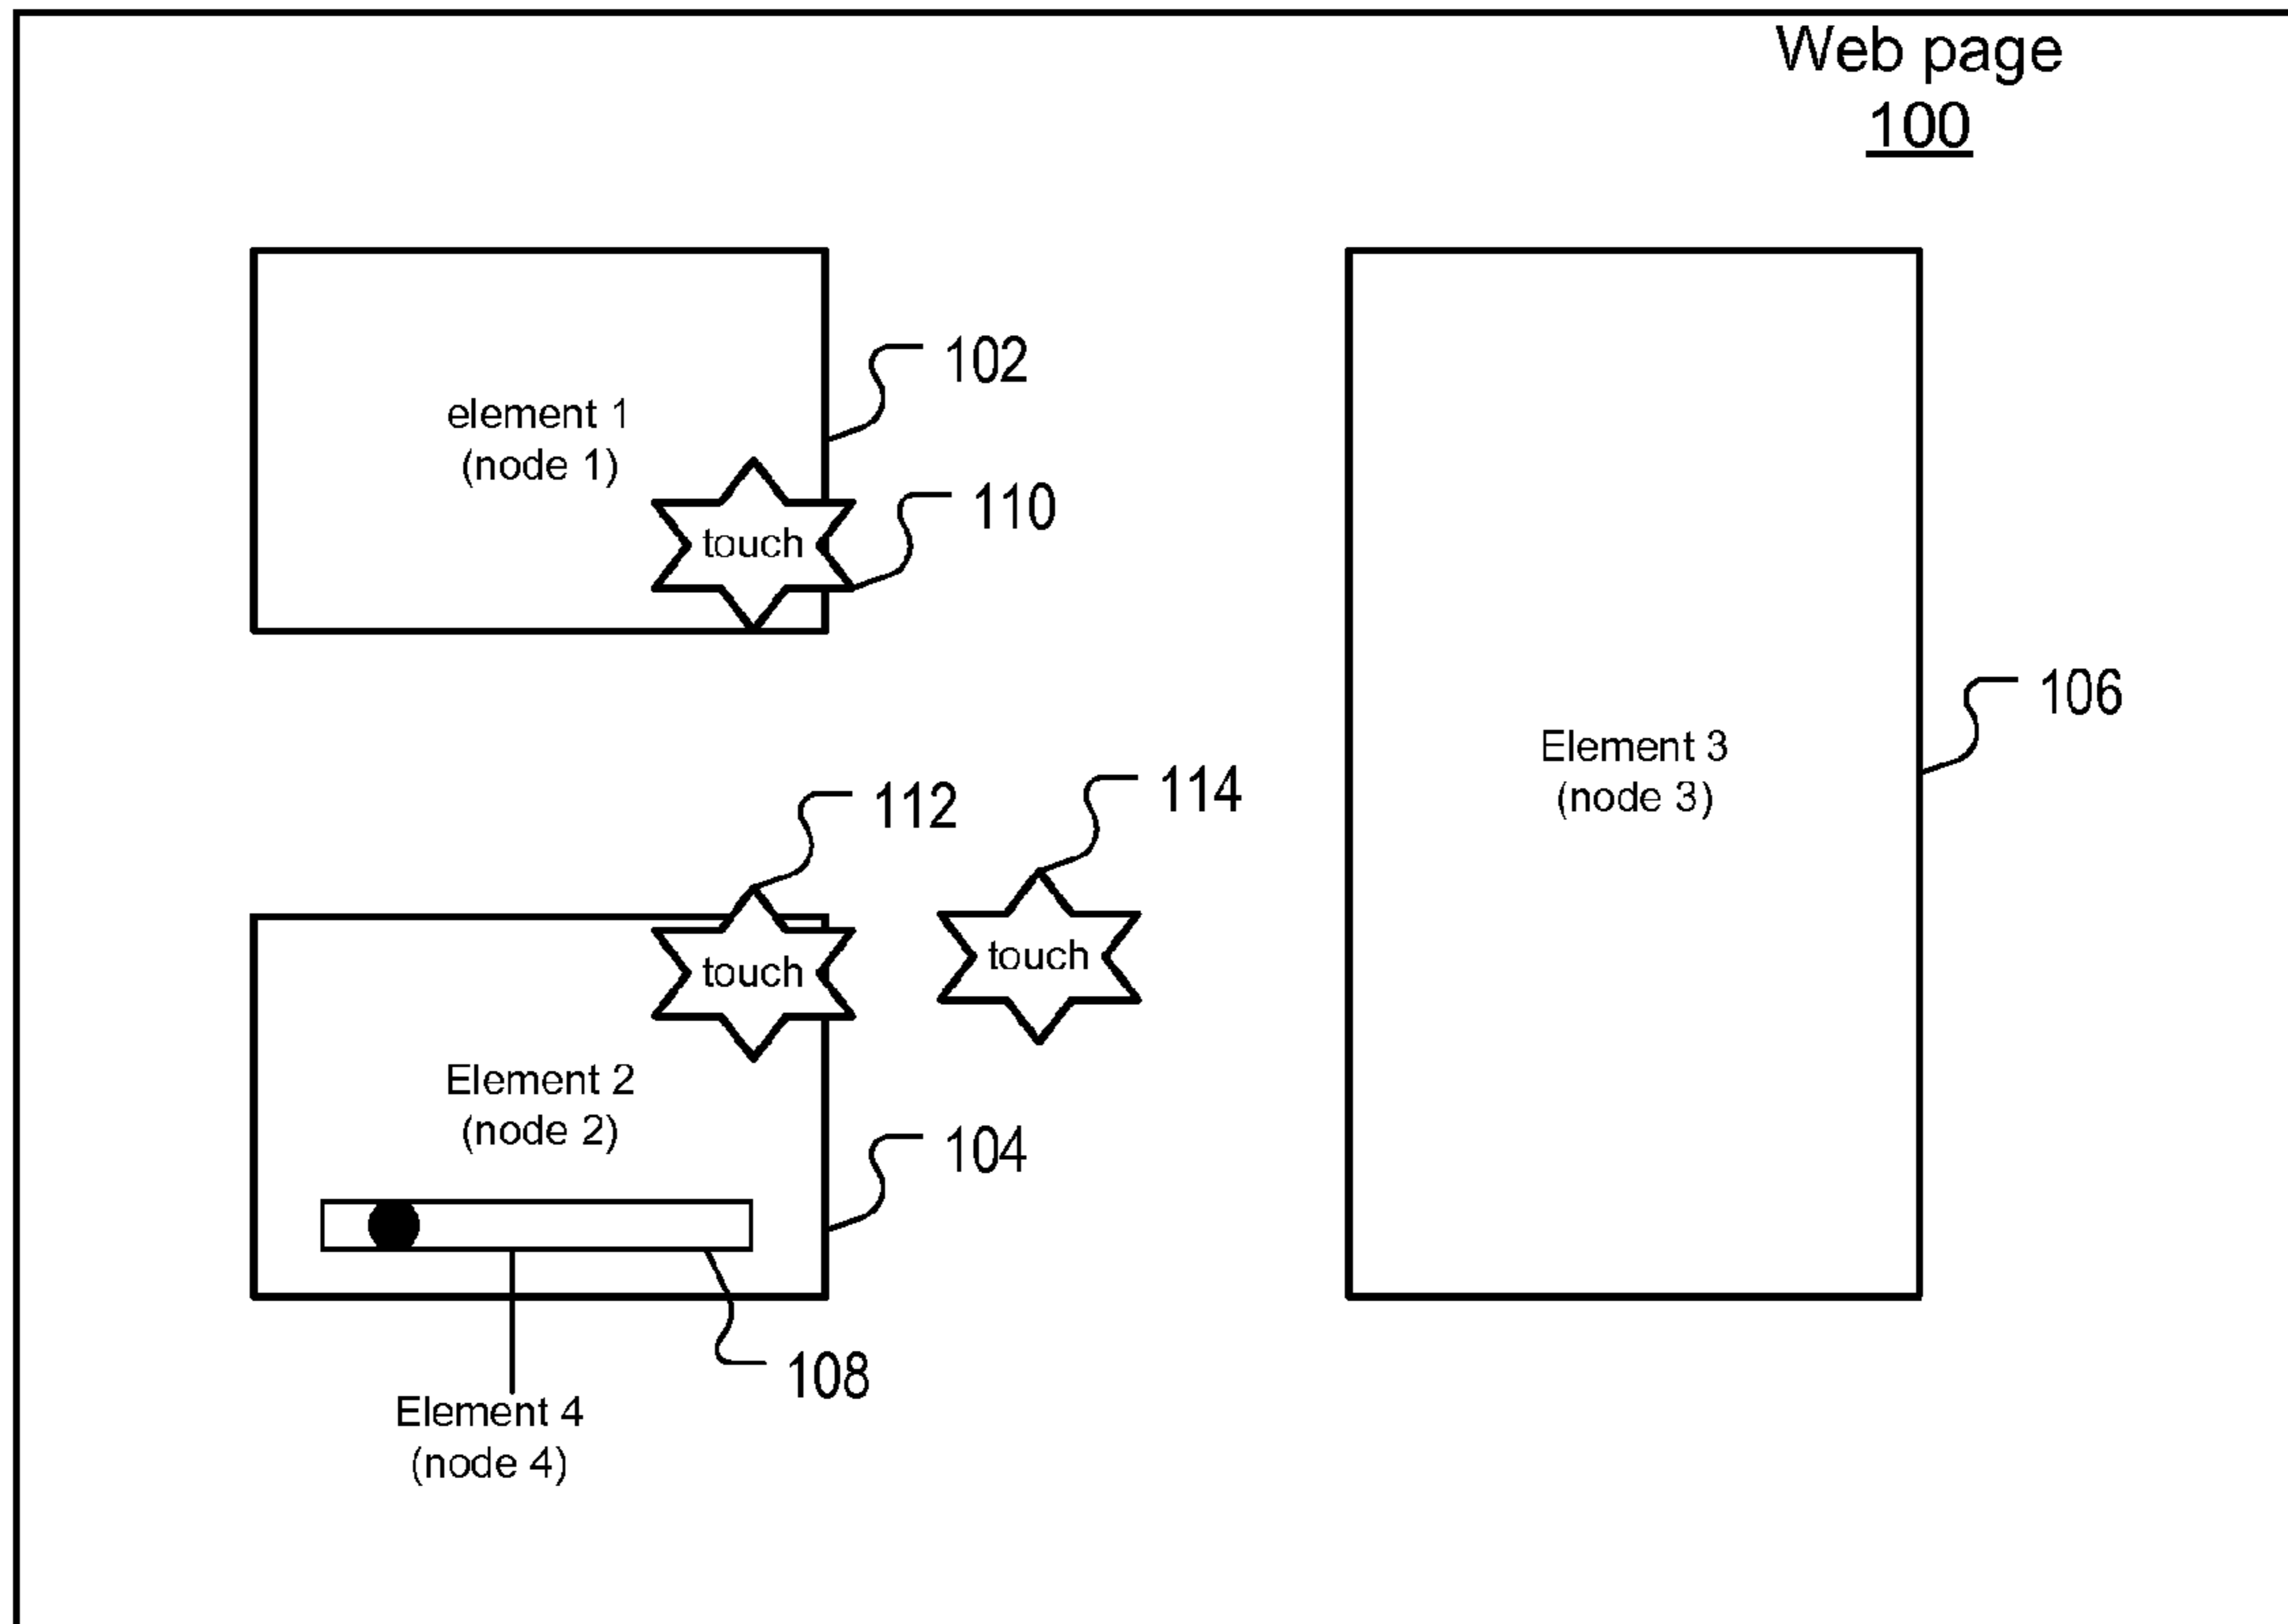 Web page
100
element 1
(node 1)
102
touch
110
Element 3
(node 3)
106
112
114
touch
touch
Element 2
(node 2)
104
108
Element 4
(node 4)